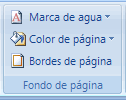 Marca de agua
Color de página
Bordes de página
Fondo de página